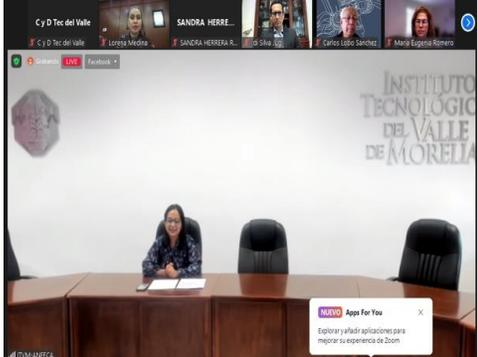 C y D Tec del Valle
SANDRA HERRE...
C y D Tec del Valle
Lorena Medina
SANDRA HERRERA R...
Carlos Lobo Sánchez
Maria Eugenia Romero
Grabando
LIVE
Facebook
INSTITUTO
TECNOLÓGICO
DEL VALLE
DE MORELIA
NUEVO Apps For You
X
Explorar y añadir aplicaciones para
mejorar su experiencia de Zoom